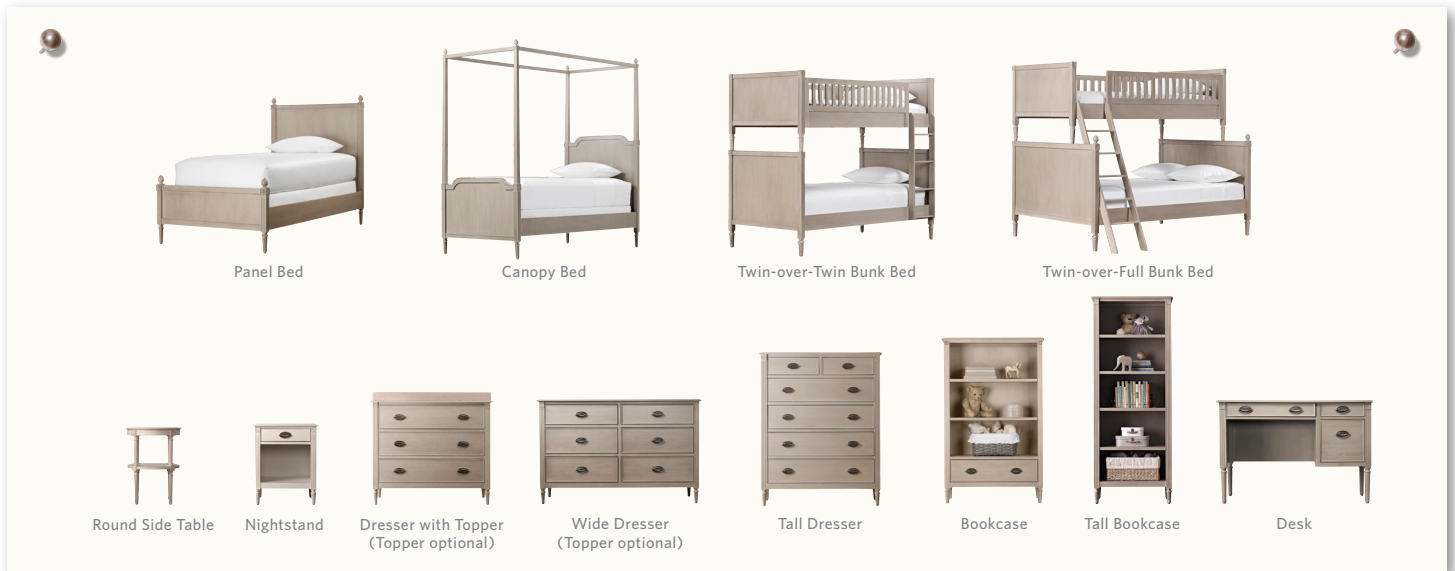 Panel Bed
Canopy Bed
Twin-over-Twin Bunk Bed
Twin-over-Full Bunk Bed
Round Side Table
Nightstand
Dresser with Topper
(Topper optional)
Wide Dresser
(Topper optional)
Tall Dresser
Bookcase
Tall Bookcase
Desk